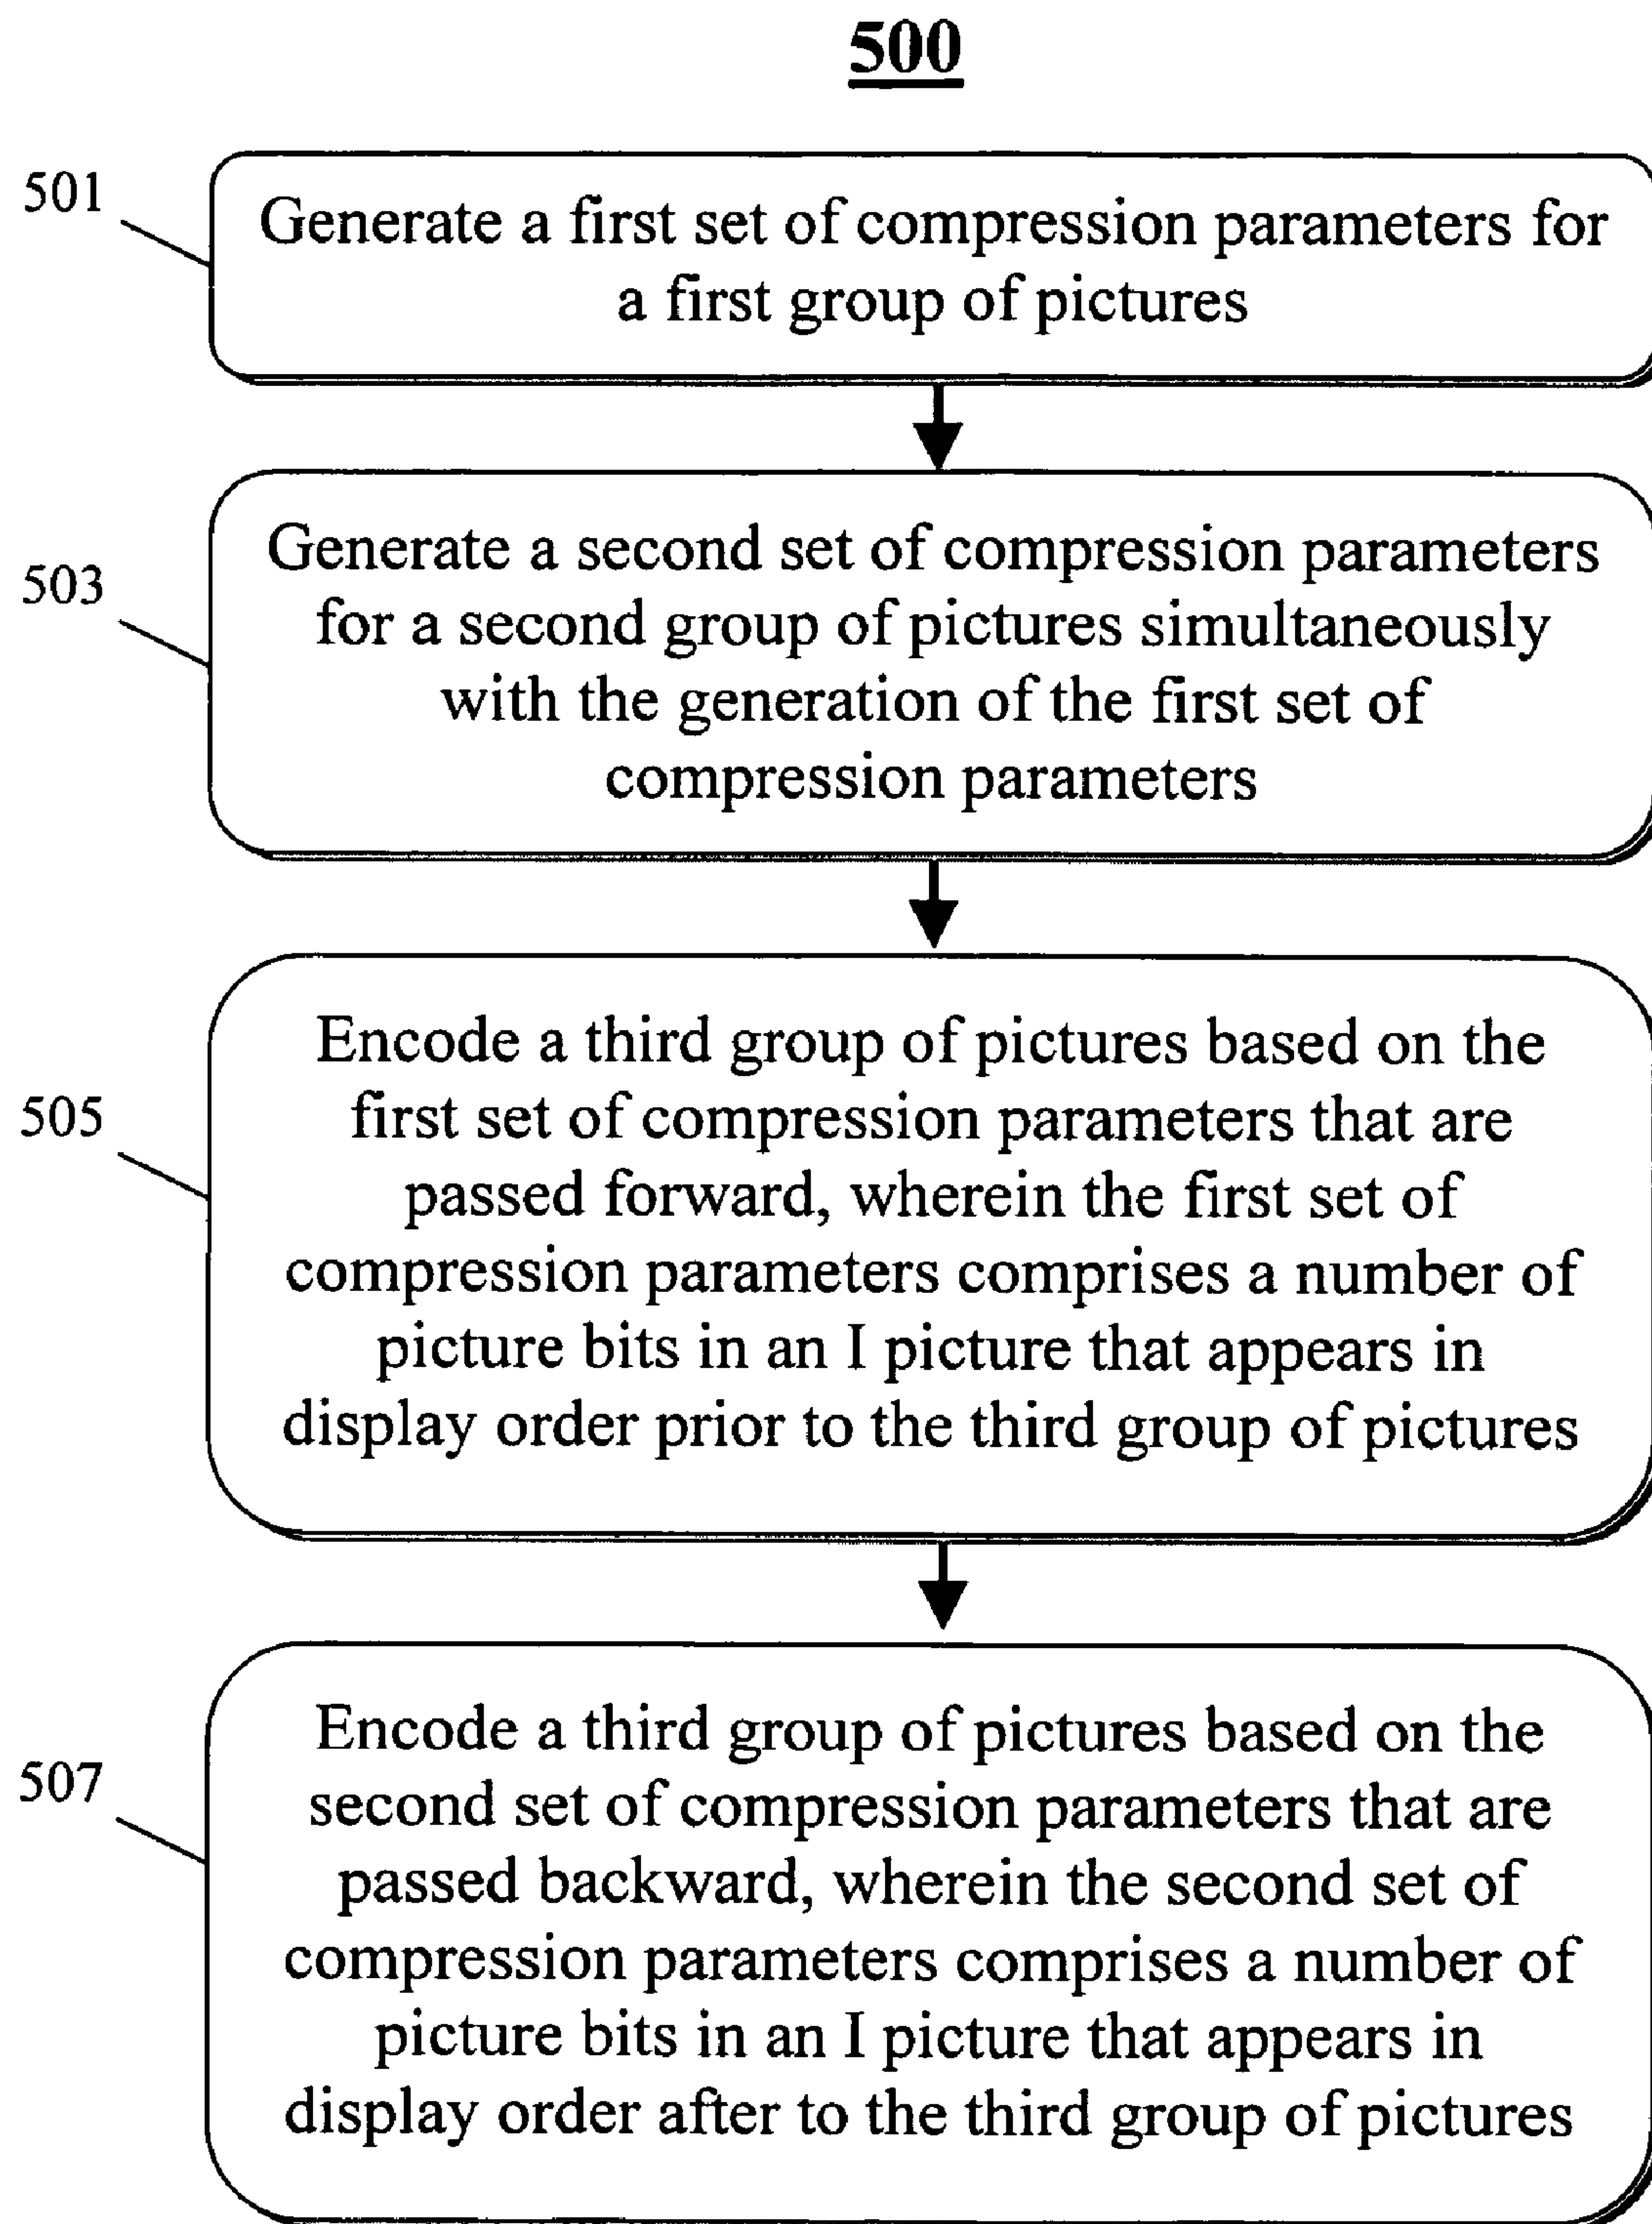 500
501
Generate a first set of compression parameters for
a first group of pictures
503
Generate a second set of compression parameters
for a second group of pictures simultaneously
with the generation of the first set of
compression parameters
505
Encode a third group of pictures based on the
first set of compression parameters that are
passed forward, wherein the first set of
compression parameters comprises a number of
picture bits in an I picture that appears in
display order prior to the third group of pictures
507
Encode a third group of pictures based on the
second set of compression parameters that are
passed backward, wherein the second set of
compression parameters comprises a number of
picture bits in an I picture that appears in
display order after to the third group of pictures